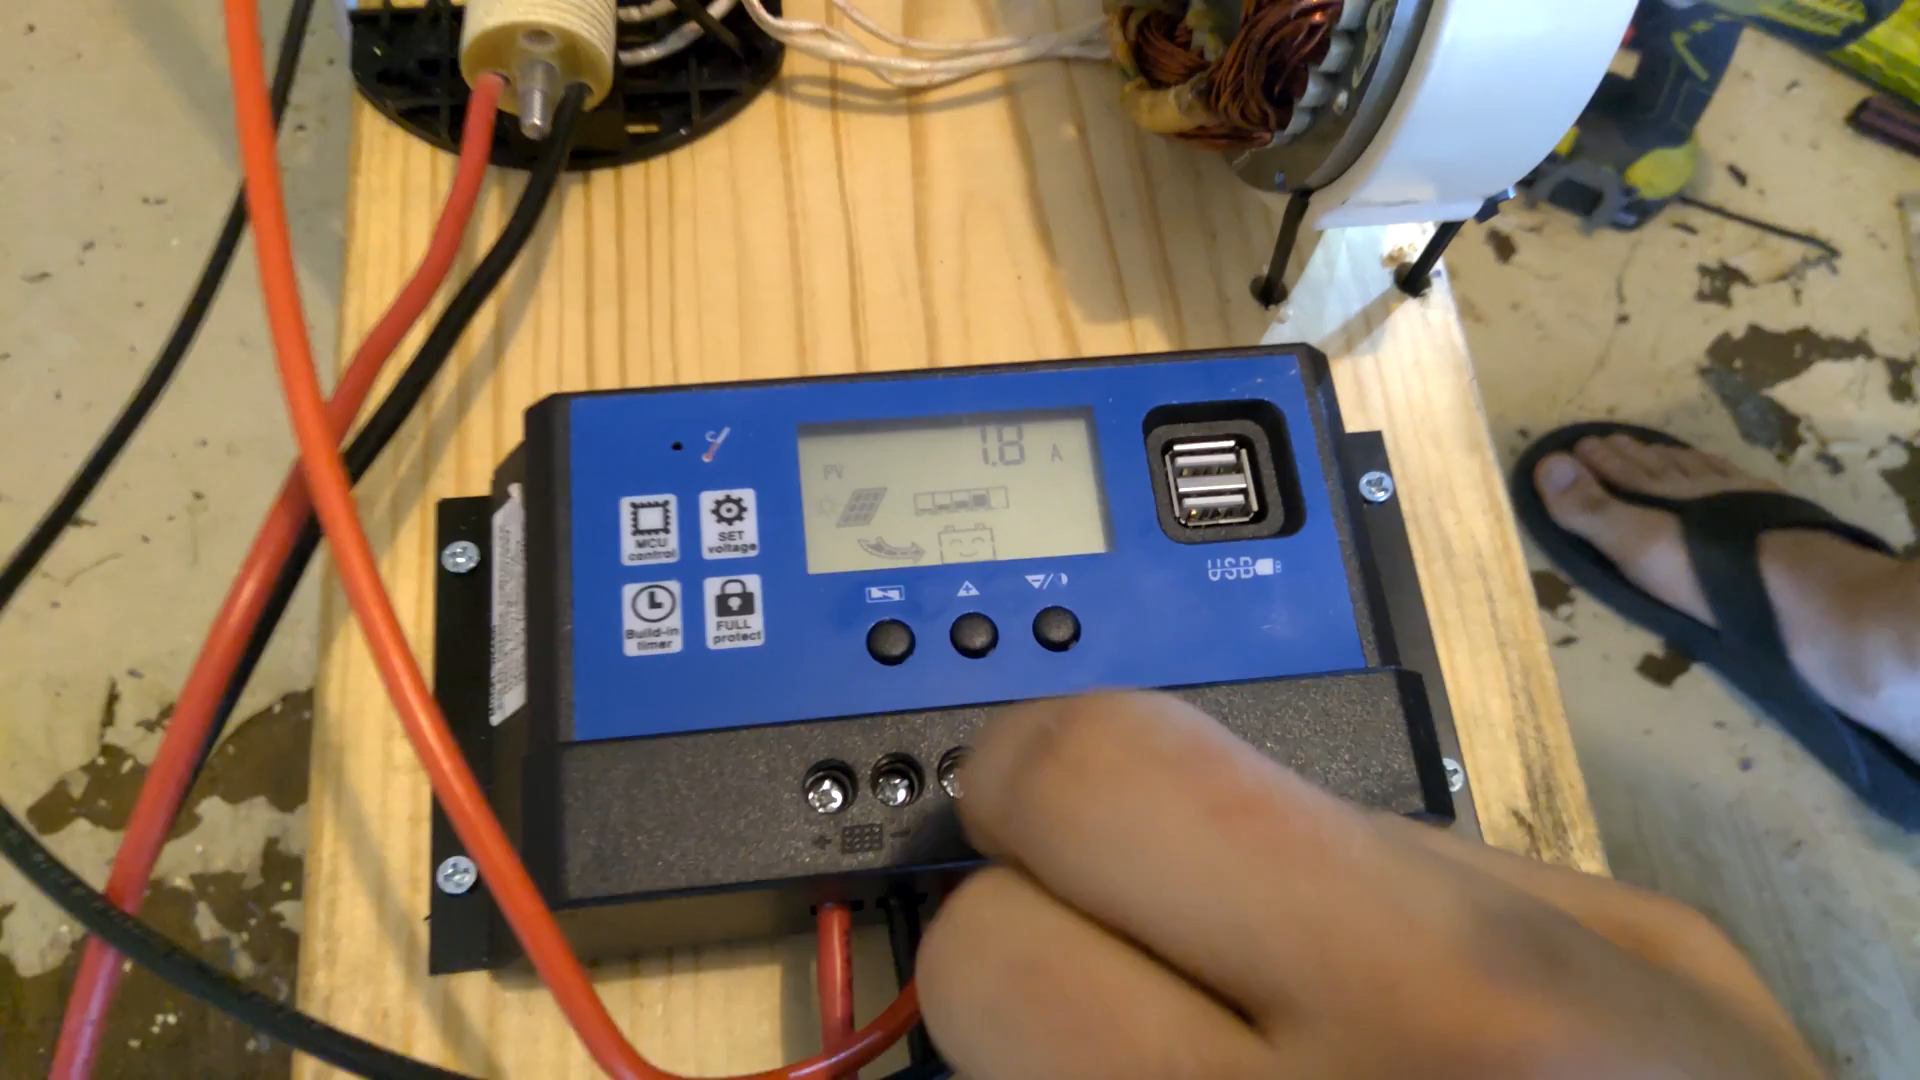 1.8 A
PV
°C
MCU
control
SET
voltage
Build-in
timer
FULL
protect
USB
+ -